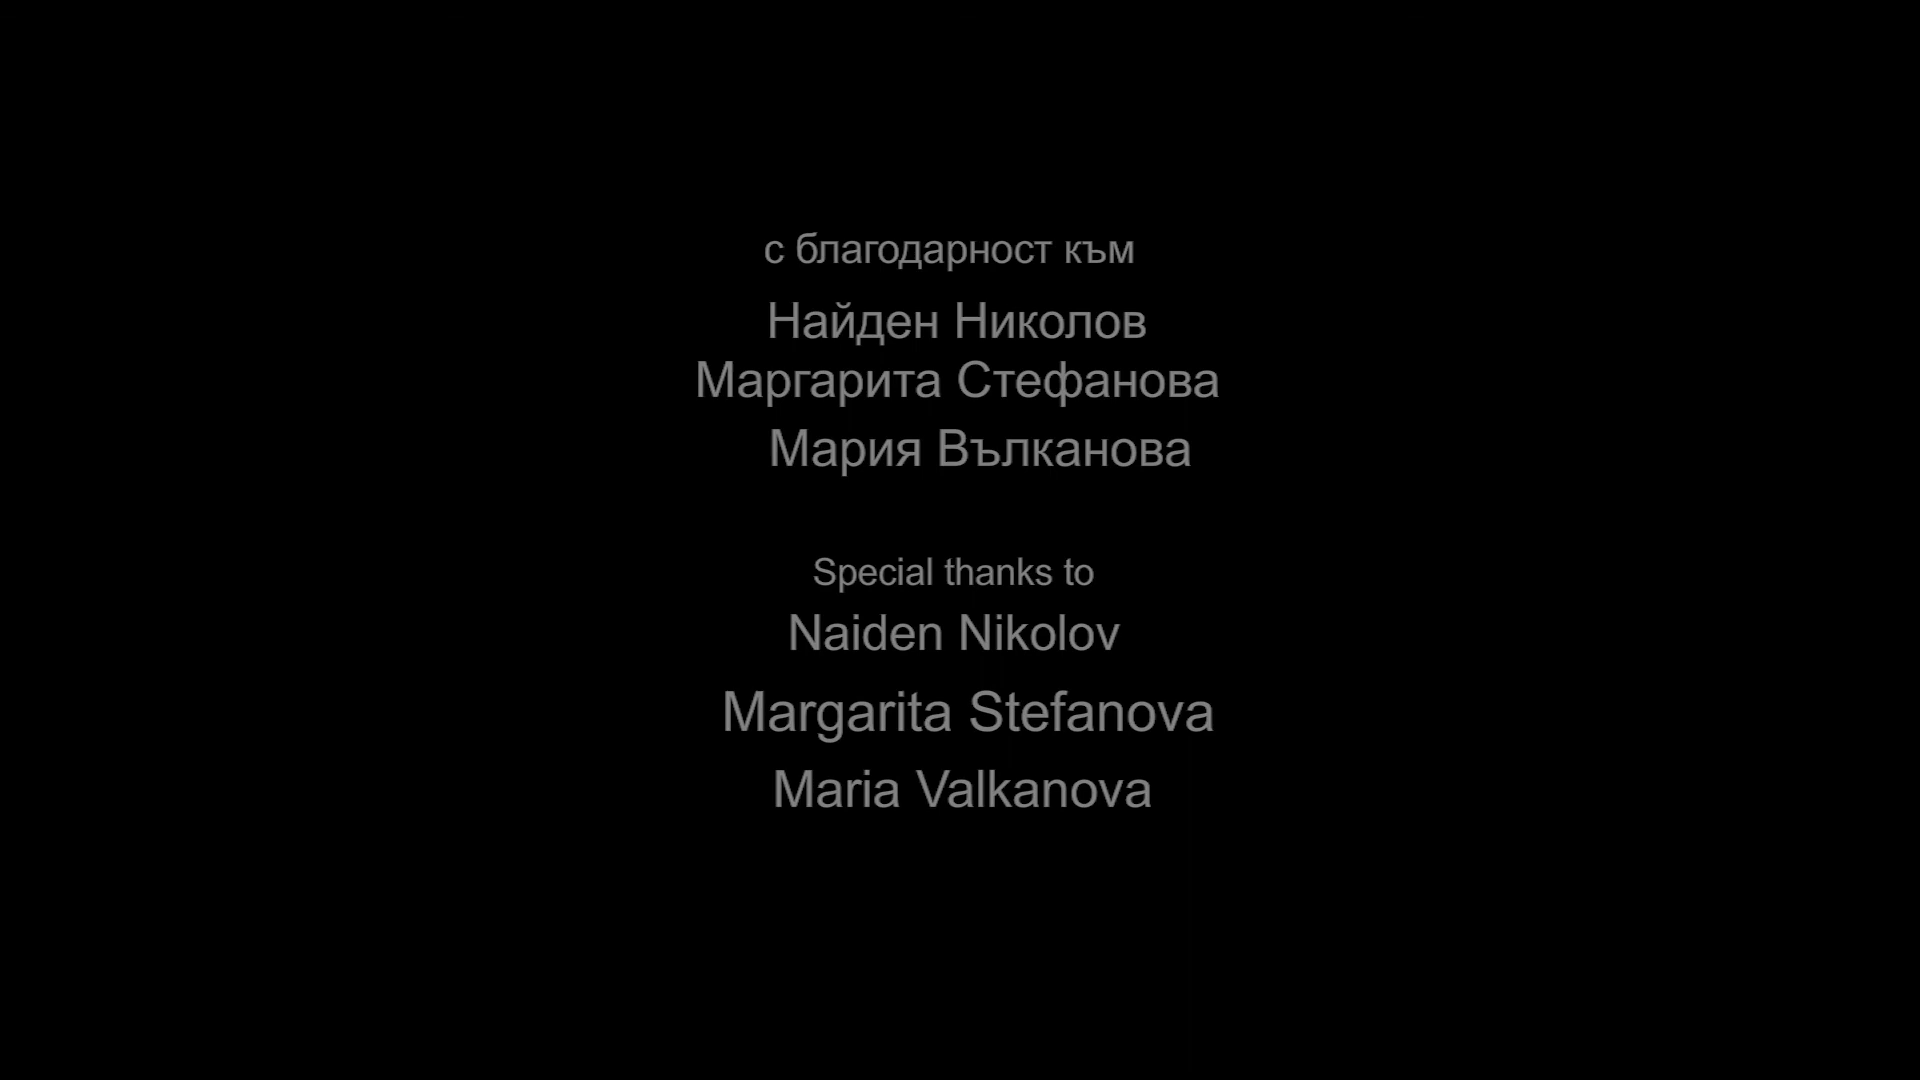 с благодарност към
Найден Николов
Маргарита Стефанова
Мария Вълканова
Special thanks to
Naiden Nikolov
Margarita Stefanova
Maria Valkanova